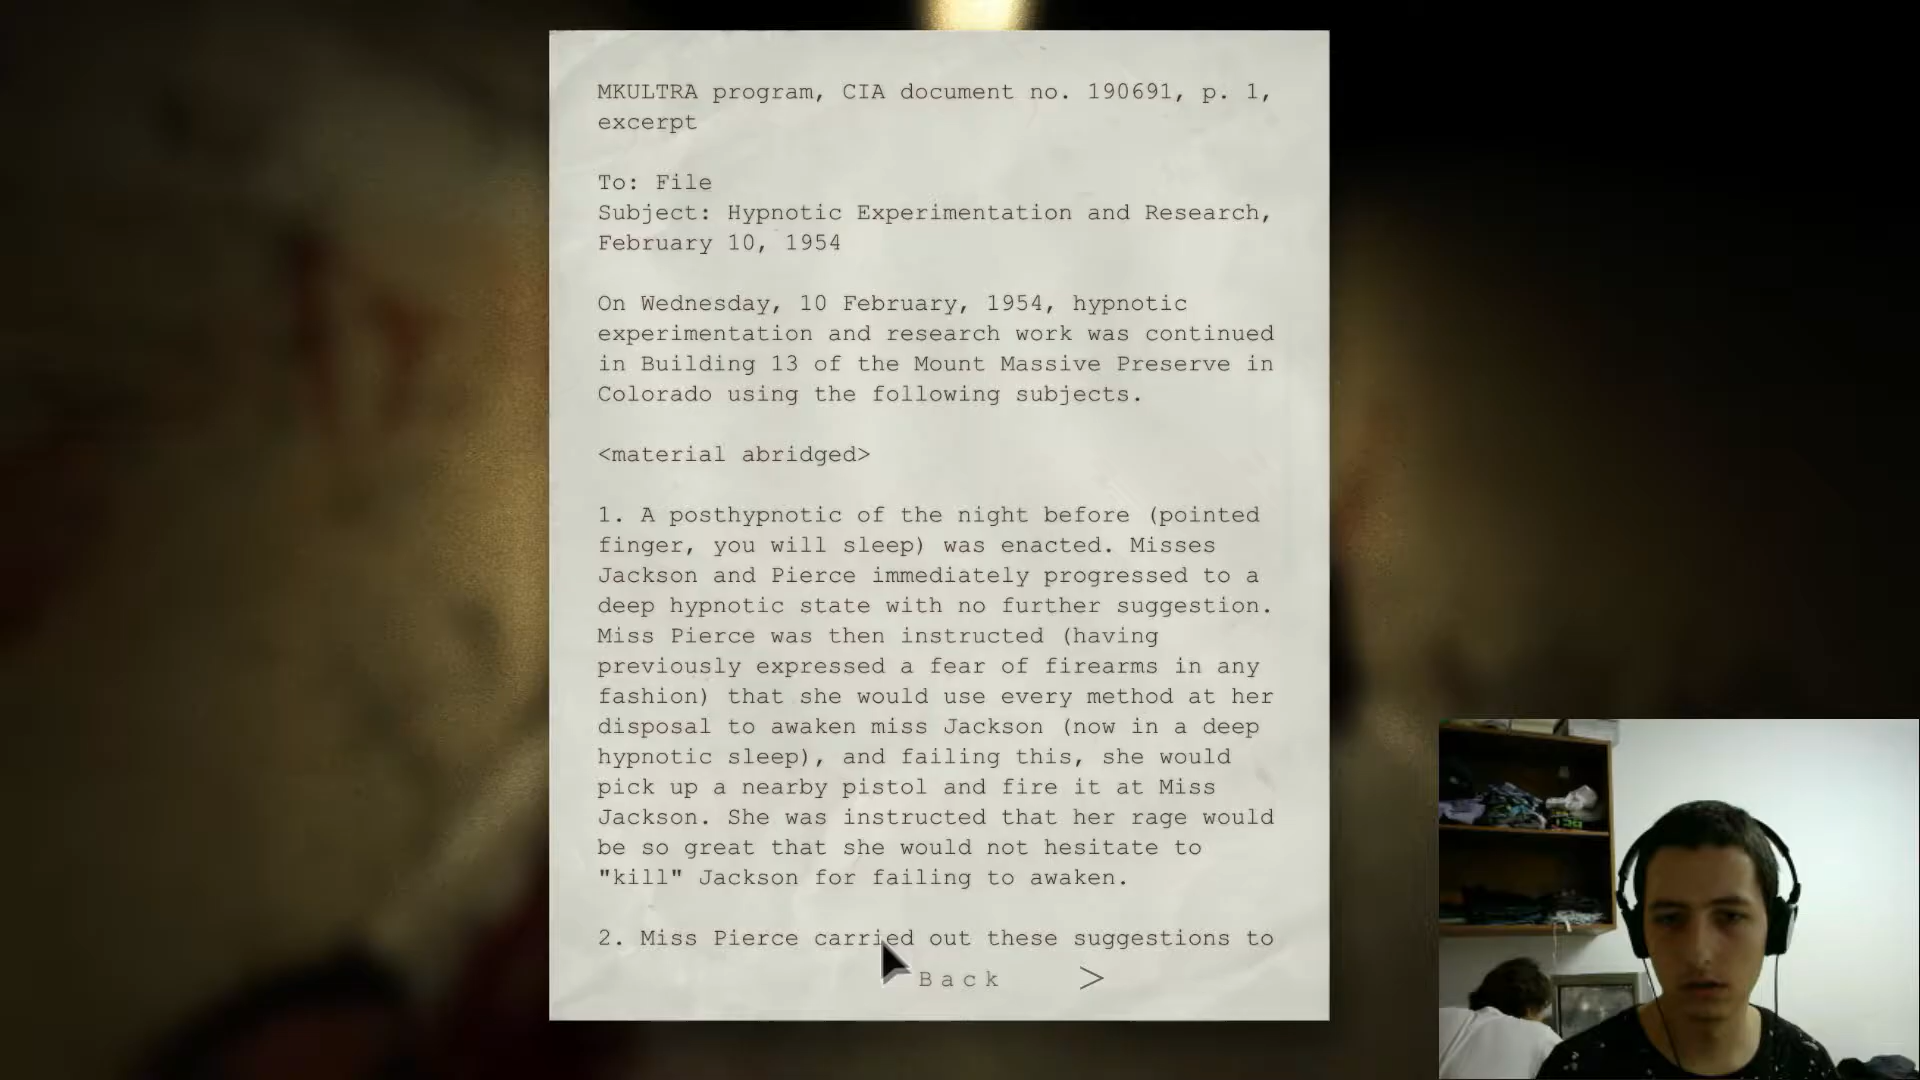 MKULTRA program, CIA document no. 190691, p. 1,
excerpt
To: File
Subject: Hypnotic Experimentation and Research,
February 10, 1954
On Wednesday, 10 February, 1954, hypnotic
experimentation and research work was continued
in Building 13 of the Mount Massive Preserve in
Colorado using the following subjects.
<material abridged>
1. A posthypnotic of the night before (pointed
finger, you will sleep) was enacted. Misses
Jackson and Pierce immediately progressed to a
deep hypnotic state with no further suggestion.
Miss Pierce was then instructed (having
previously expressed a fear of firearms in any
fashion) that she would use every method at her
disposal to awaken miss Jackson (now in a deep
hypnotic sleep), and failing this, she would
pick up a nearby pistol and fire it at Miss
Jackson. She was instructed that her rage would
be so great that she would not hesitate to
"kill" Jackson for failing to awaken.
2. Miss Pierce carried out these suggestions to
Back >